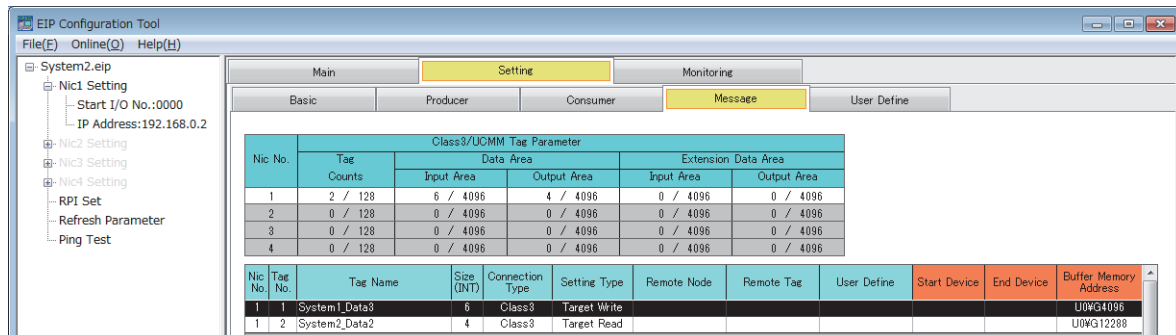 EIP Configuration Tool
File(F) Online(O) Help(H)
System2.eip
Nic1 Setting
Start I/O No.:0000
IP Address:192.168.0.2
Nic2 Setting
Nic3 Setting
Nic4 Setting
RPI Set
Refresh Parameter
Ping Test
Main Setting Monitoring
Basic Producer Consumer Message User Define
Nic No. Class3/UCMM Tag Parameter
Tag Counts Data Area Extension Data Area
Input Area Output Area Input Area Output Area
1 2 / 128 6 / 4096 4 / 4096 0 / 4096 0 / 4096
2 0 / 128 0 / 4096 0 / 4096 0 / 4096 0 / 4096
3 0 / 128 0 / 4096 0 / 4096 0 / 4096 0 / 4096
4 0 / 128 0 / 4096 0 / 4096 0 / 4096 0 / 4096
Nic No. Tag No. Tag Name Size (INT) Connection Type Setting Type Remote Node Remote Tag User Define Start Device End Device Buffer Memory Address
1 1 System1_Data3 6 Class3 Target Write U0¥G4096
1 2 System2_Data2 4 Class3 Target Read U0¥G12288